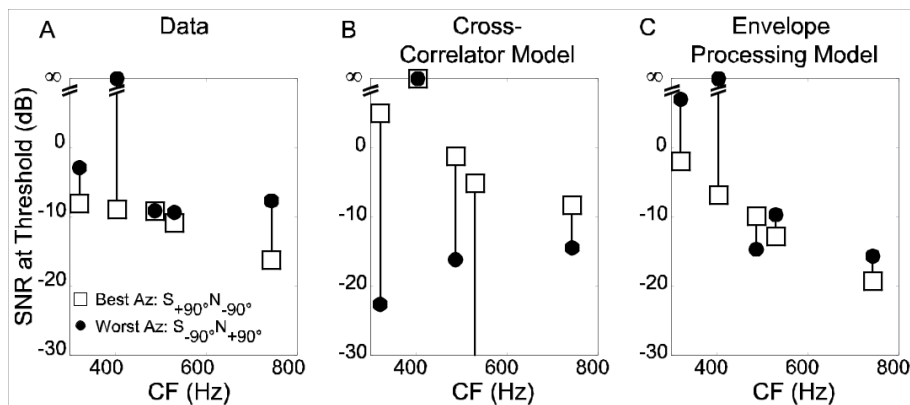 A
Data
B
Cross-
Correlator Model
C
Envelope
Processing Model
SNR at Threshold (dB)
∞
0
-10
-20
-30
Best Az: S+90°N-90°
Worst Az: S-90°N+90°
400
600
800
CF (Hz)
∞
0
-10
-20
-30
400
600
800
CF (Hz)
∞
0
-10
-20
-30
400
600
800
CF (Hz)